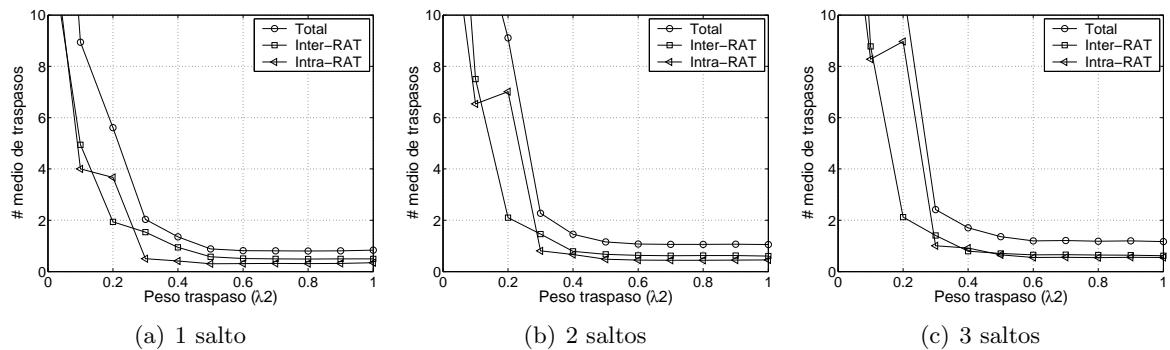 10
8
6
4
2
0
# medio de traspasos
0
0.2
0.4
0.6
0.8
1
Peso traspaso (λ2)
Total
Inter−RAT
Intra−RAT
(a) 1 salto
10
8
6
4
2
0
# medio de traspasos
0
0.2
0.4
0.6
0.8
1
Peso traspaso (λ2)
Total
Inter−RAT
Intra−RAT
(b) 2 saltos
10
8
6
4
2
0
# medio de traspasos
0
0.2
0.4
0.6
0.8
1
Peso traspaso (λ2)
Total
Inter−RAT
Intra−RAT
(c) 3 saltos